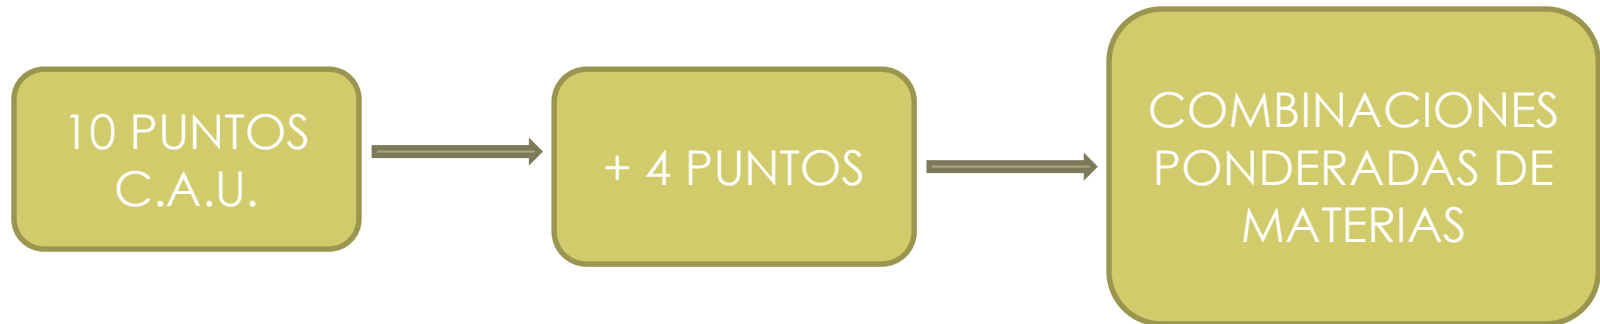 10 PUNTOS
C.A.U.
+ 4 PUNTOS
COMBINACIONES
PONDERADAS DE
MATERIAS